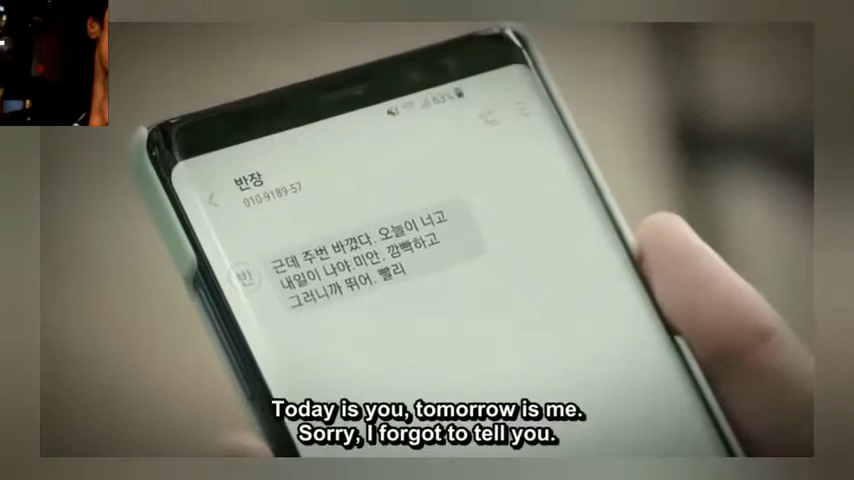 63%
반장
010-9189-57
반
근데 주번 바꼈다. 오늘이 너고
내일이 나야.미안. 깜빡하고
그러니까 뛰어. 빨리
Today is you, tomorrow is me.
Sorry, I forgot to tell you.